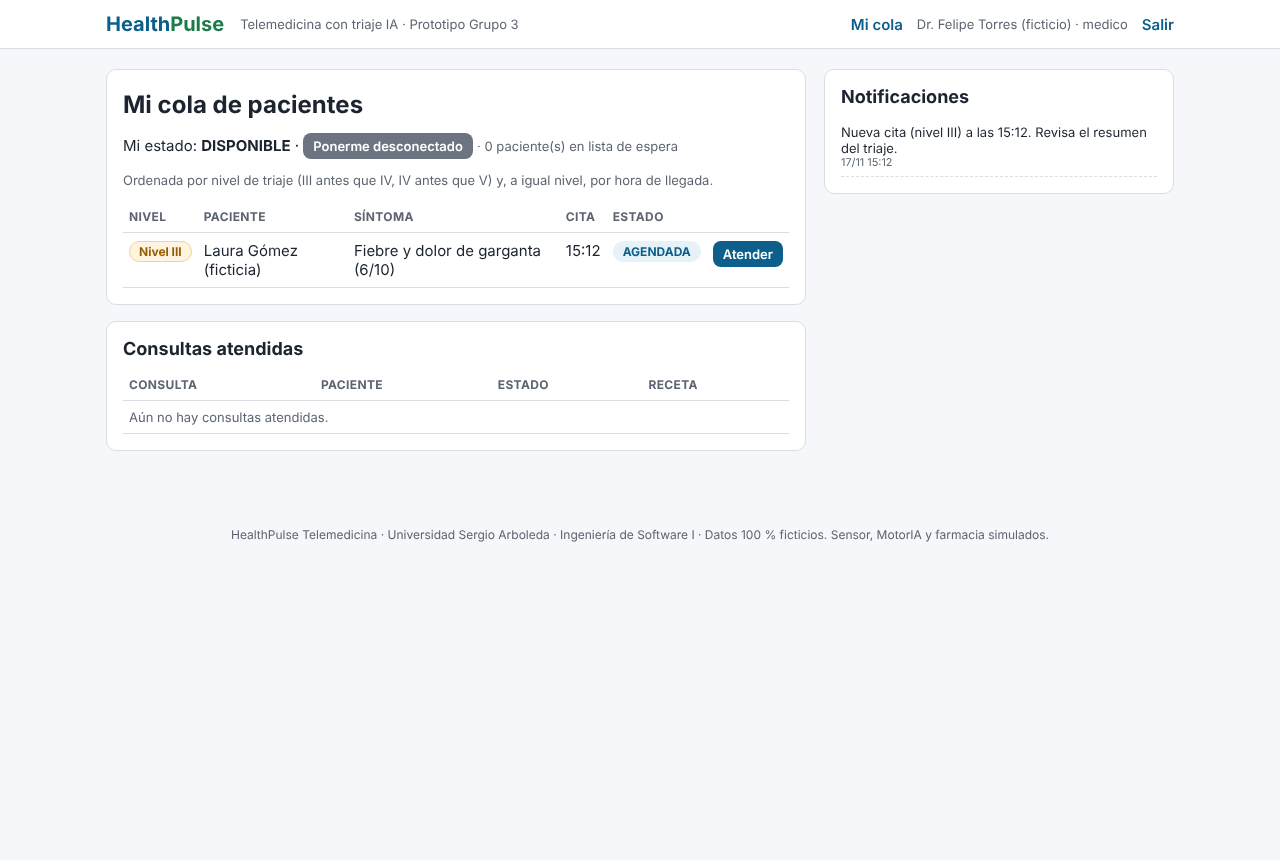 HealthPulse Telemedicina con triaje IA · Prototipo Grupo 3 Mi cola Dr. Felipe Torres (ficticio) · medico Salir
Mi cola de pacientes
Mi estado: DISPONIBLE · Ponerme desconectado · 0 paciente(s) en lista de espera
Ordenada por nivel de triaje (III antes que IV, IV antes que V) y, a igual nivel, por hora de llegada.
NIVEL PACIENTE SÍNTOMA CITA ESTADO
Nivel III Laura Gómez Fiebre y dolor de garganta 15:12 AGENDADA Atender
(ficticia) (6/10)
Consultas atendidas
CONSULTA PACIENTE ESTADO RECETA
Aún no hay consultas atendidas.
Notificaciones
Nueva cita (nivel III) a las 15:12. Revisa el resumen
del triaje.
17/11 15:12
HealthPulse Telemedicina · Universidad Sergio Arboleda · Ingeniería de Software I · Datos 100 % ficticios. Sensor, MotorIA y farmacia simulados.